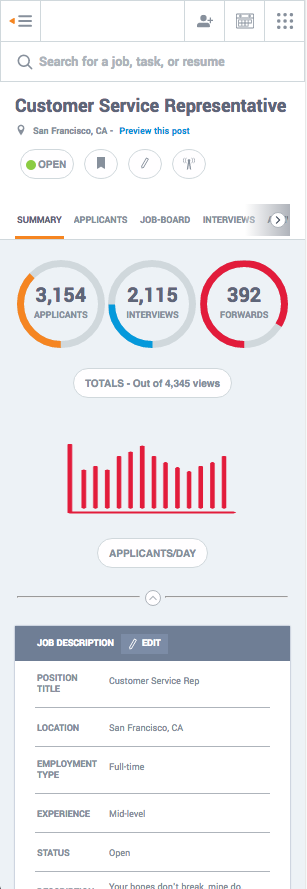 Search for a job, task, or resume
Customer Service Representative
San Francisco, CA - Preview this post
OPEN
SUMMARY APPLICANTS JOB-BOARD INTERVIEWS
3,154 2,115 392
APPLICANTS INTERVIEWS FORWARDS
TOTALS - Out of 4,345 views
APPLICANTS/DAY
JOB DESCRIPTION EDIT
POSITION TITLE Customer Service Rep
LOCATION San Francisco, CA
EMPLOYMENT TYPE Full-time
EXPERIENCE Mid-level
STATUS Open
DESCRIPTION Your bones don't break, mine do.